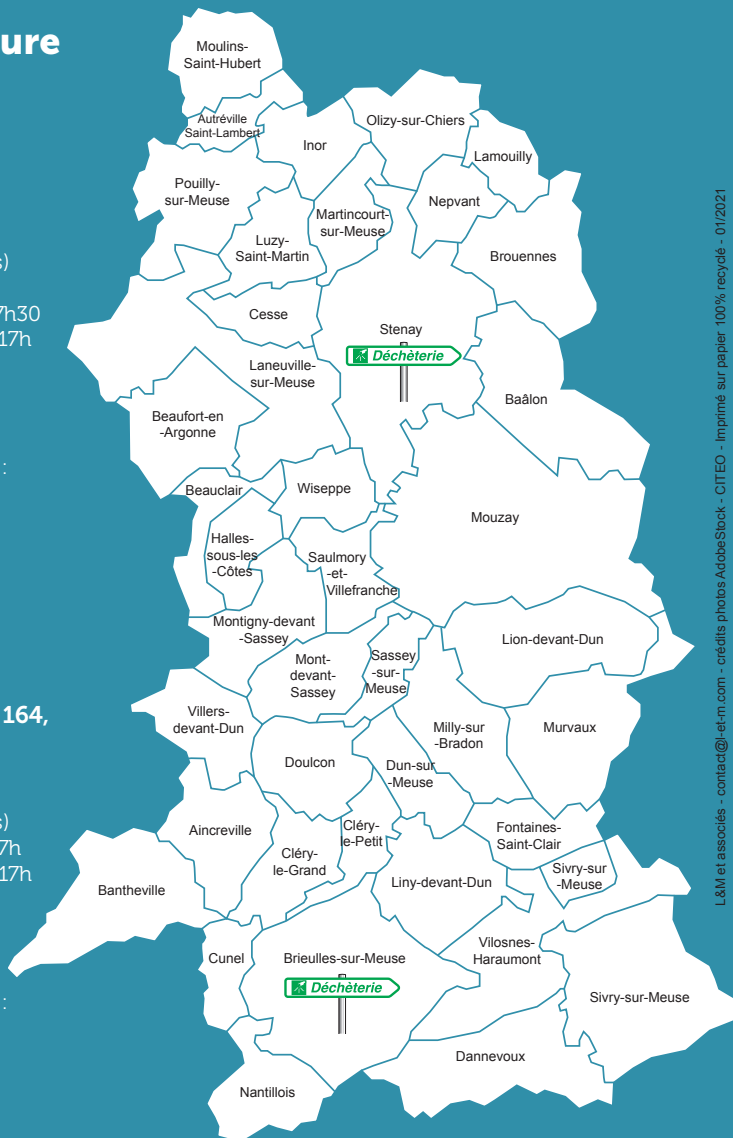 ure
s)
7h30
17h
:
164,
s)
7h
17h
:
Moulins-
Saint-Hubert
Autréville
Saint-Lambert
Inor
Olizy-sur-Chiers
Lamouilly
Pouilly-
sur-Meuse
Martincourt-
sur-Meuse
Nepvant
Luzy-
Saint-Martin
Brouennes
Cesse
Stenay
Déchèterie
Laneuville-
sur-Meuse
Baâlon
Beaufort-en
-Argonne
Beauclair
Wiseppe
Mouzay
Halles-
sous-les
-Côtes
Saulmory
-et-
Villefranche
Montigny-devant
-Sassey
Lion-devant-Dun
Mont-
devant-
Sassey
Sassey
-sur-
Meuse
Villers-
devant-Dun
Milly-sur
-Bradon
Murvaux
Doulcon
Dun-sur
-Meuse
Aincreville
Cléry-
le-Petit
Fontaines-
Saint-Clair
Cléry-
le-Grand
Sivry-sur
-Meuse
Bantheville
Liny-devant-Dun
Cunel
Brieulles-sur-Meuse
Déchèterie
Vilosnes-
Haraumont
Sivry-sur-Meuse
Dannevoux
Nantillois
L&M et associés - contact@l-et-m.com - crédits photos AdobeStock - CITEO - Imprimé sur papier 100% recyclé - 01/2021